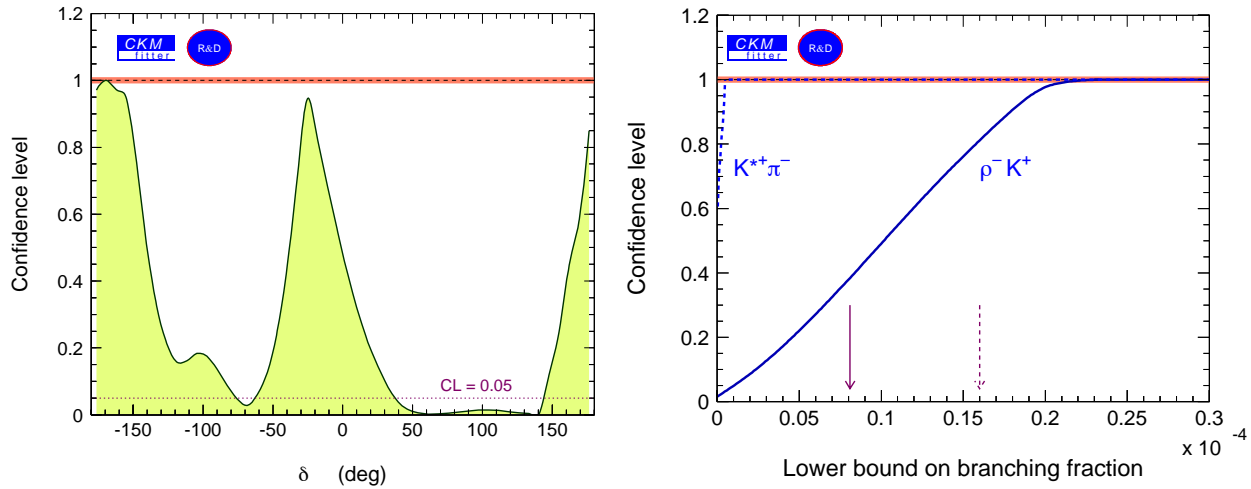 CKM
fitter
R&D
Confidence level
1.2
1
0.8
0.6
0.4
0.2
0
CL = 0.05
-150 -100 -50 0 50 100 150
δ (deg)
CKM
fitter
R&D
Confidence level
1.2
1
0.8
0.6
0.4
0.2
0
K*+π−
ρ− K+
0 0.05 0.1 0.15 0.2 0.25 0.3
x 10 -4
Lower bound on branching fraction